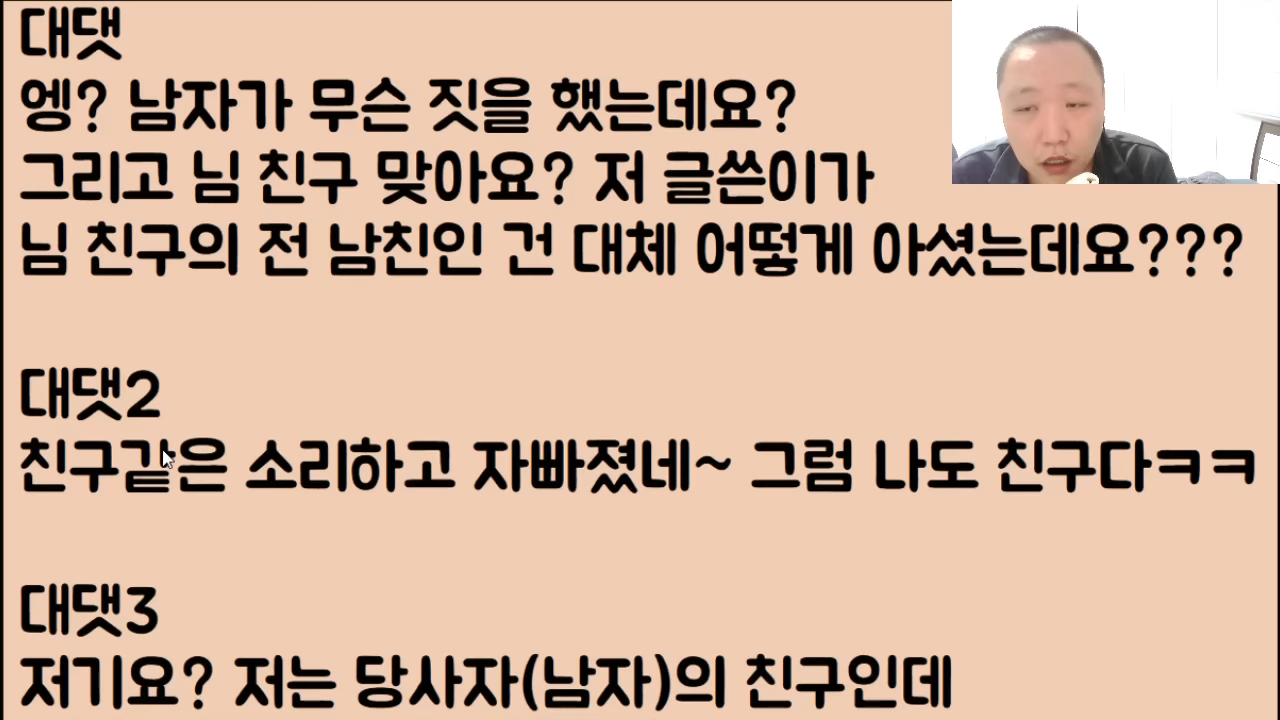 대댓
엥? 남자가 무슨 짓을 했는데요?
그리고 님 친구 맞아요? 저 글쓴이가
님 친구의 전 남친인 건 대체 어떻게 아셨는데요???
대댓2
친구같은 소리하고 자빠졌네~ 그럼 나도 친구다ㅋㅋ
대댓3
저기요? 저는 당사자(남자)의 친구인데